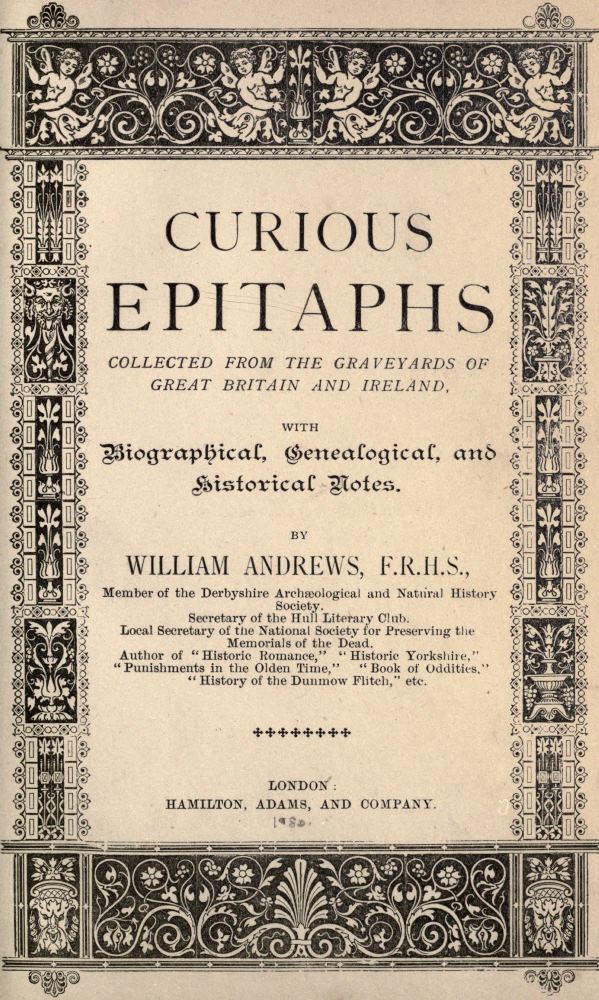 CURIOUS
EPITAPHS
COLLECTED FROM THE GRAVEYARDS OF
GREAT BRITAIN AND IRELAND,
WITH
Biographical, Genealogical, and
Historical Notes.
BY
WILLIAM ANDREWS, F.R.H.S.,
Member of the Derbyshire Archæological and Natural History
Society.
Secretary of the Hull Literary Club.
Local Secretary of the National Society for Preserving the
Memorials of the Dead.
Author of "Historic Romance," "Historic Yorkshire,"
"Punishments in the Olden Time," "Book of Oddities,"
"History of the Dunmow Flitch," etc.
LONDON:
HAMILTON, ADAMS, AND COMPANY.